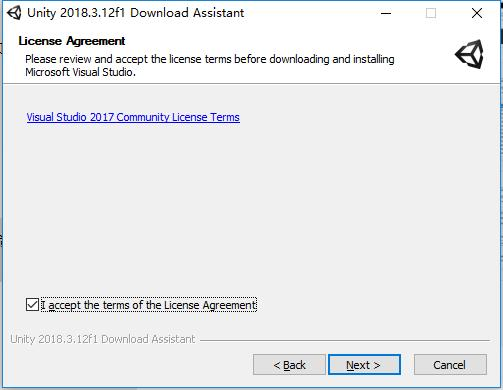 Unity 2018.3.12f1 Download Assistant
License Agreement
Please review and accept the license terms before downloading and installing
Microsoft Visual Studio.
Visual Studio 2017 Community License Terms
I accept the terms of the License Agreement
Unity 2018.3.12f1 Download Assistant
< Back Next > Cancel